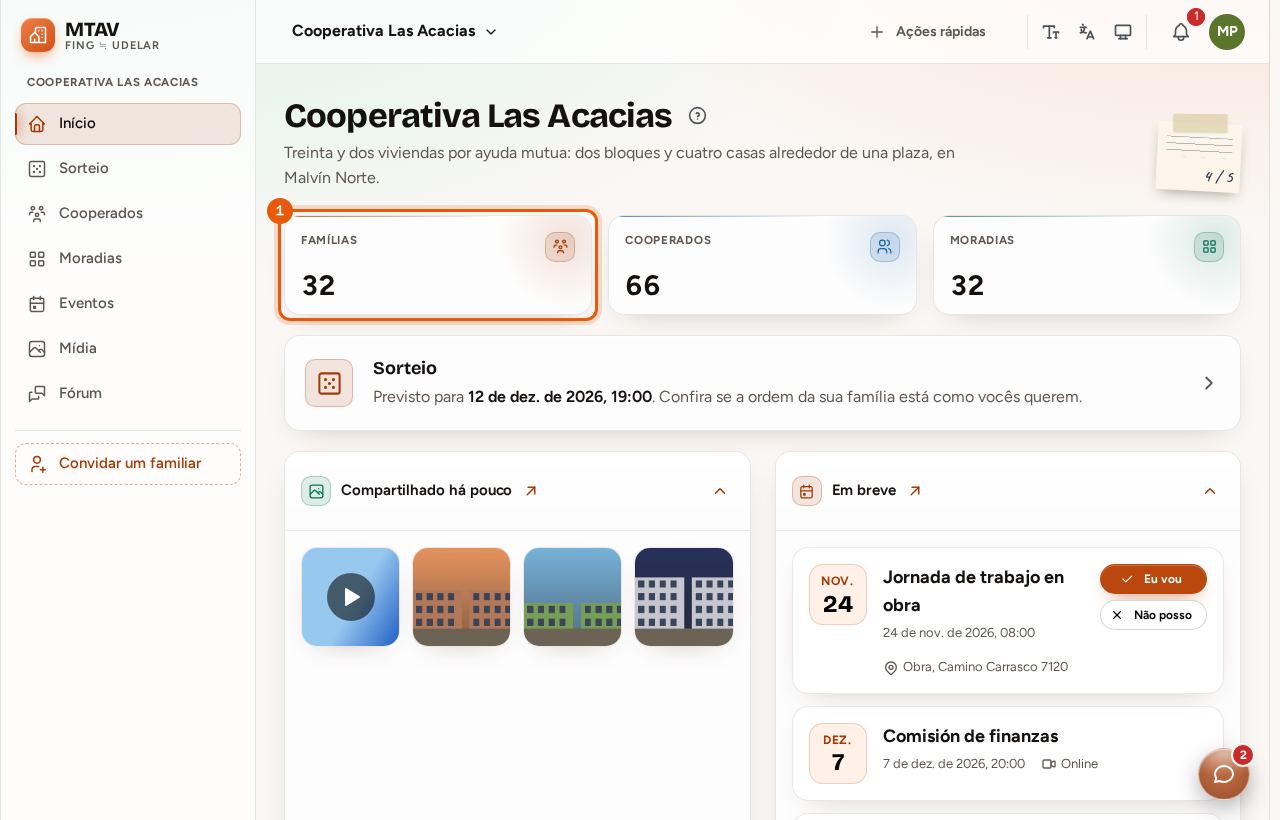 MTAV
FING ≒ UDELAR
COOPERATIVA LAS ACACIAS
Início
Sorteio
Cooperados
Moradias
Eventos
Mídia
Fórum
Convidar um familiar
Cooperativa Las Acacias
Ações rápidas
1
MP
Cooperativa Las Acacias
Treinta y dos viviendas por ayuda mutua: dos bloques y cuatro casas alrededor de una plaza, en
Malvín Norte.
4/5
1
FAMÍLIAS
32
COOPERADOS
66
MORADIAS
32
Sorteio
Previsto para 12 de dez. de 2026, 19:00. Confira se a ordem da sua família está como vocês querem.
Compartilhado há pouco
Em breve
NOV.
24
Jornada de trabajo en
obra
24 de nov. de 2026, 08:00
Obra, Camino Carrasco 7120
Eu vou
Não posso
DEZ.
7
Comisión de finanzas
7 de dez. de 2026, 20:00
Online
2